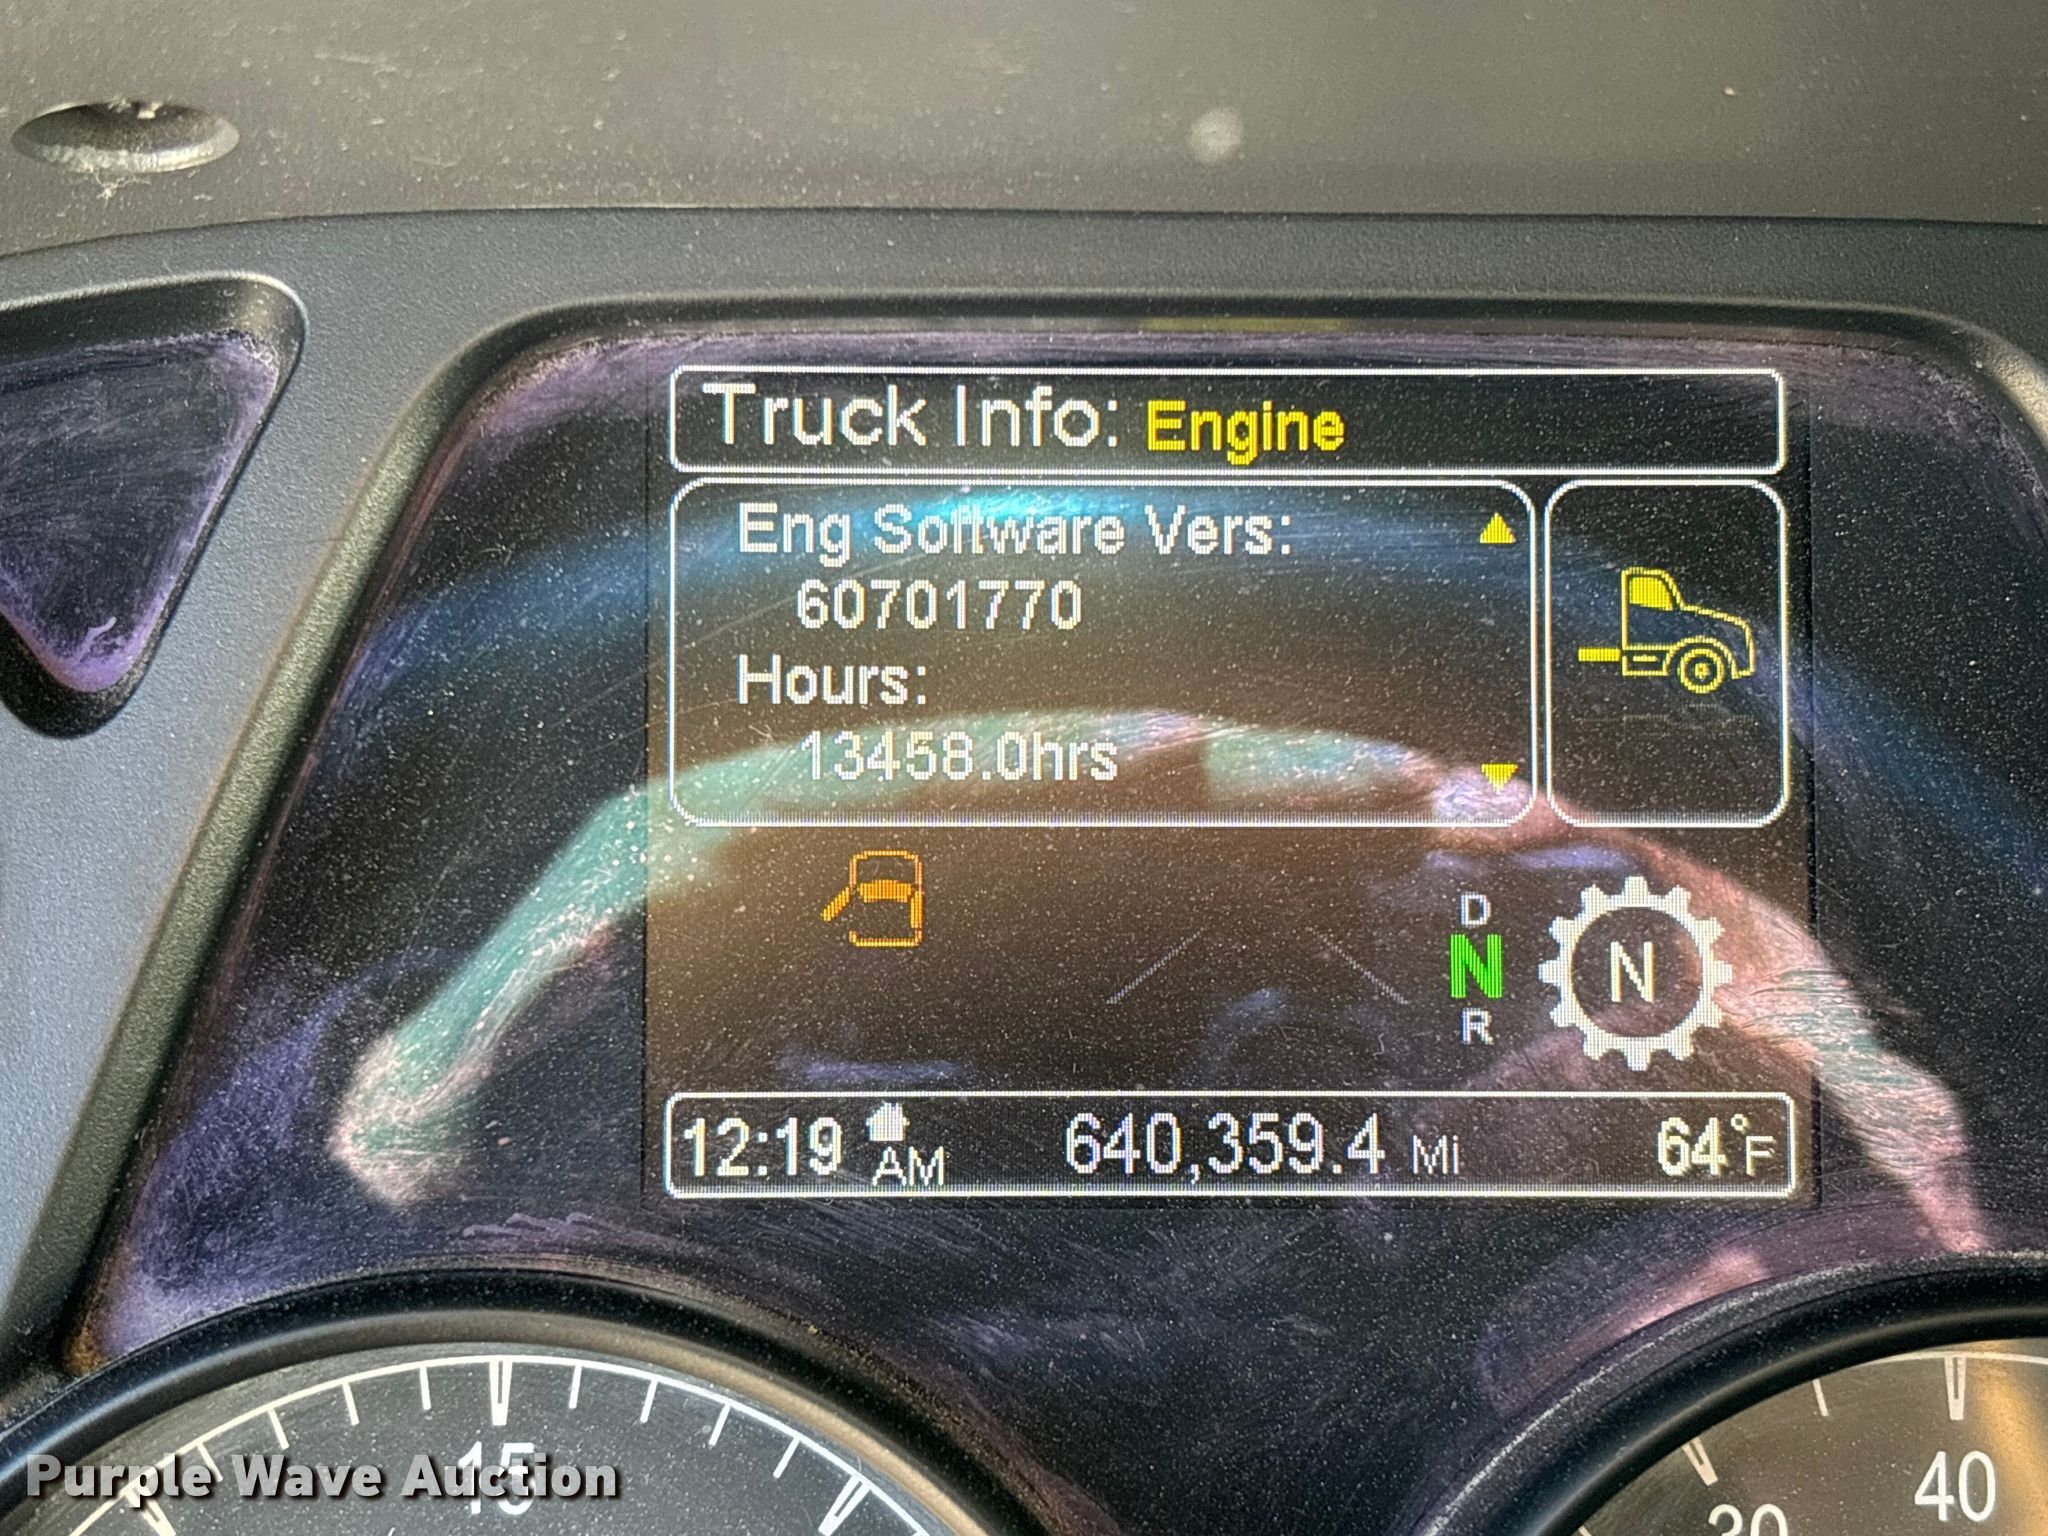 Truck Info: Engine
Eng Software Vers:
60701770
Hours:
13458.0hrs
D
N
R
N
12:19 AM 640,359.4 Mi 64°F
15
30
40
Purple Wave Auction